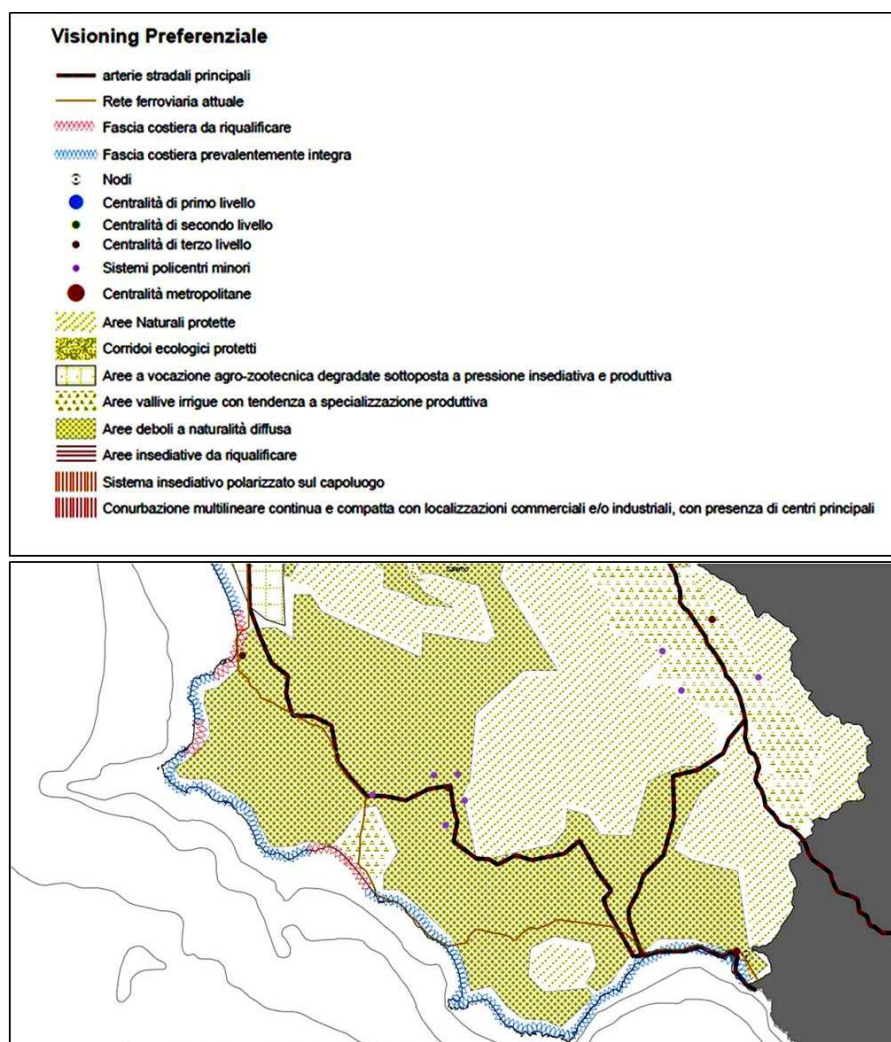 Visioning Preferenziale
arterie stradali principali
Rete ferroviaria attuale
Fascia costiera da riqualificare
Fascia costiera prevalentemente integra
Nodi
Centralità di primo livello
Centralità di secondo livello
Centralità di terzo livello
Sistemi policentri minori
Centralità metropolitane
Aree Naturali protette
Corridoi ecologici protetti
Aree a vocazione agro-zootecnica degradate sottoposta a pressione insediativa e produttiva
Aree vallive irrigue con tendenza a specializzazione produttiva
Aree deboli a naturalità diffusa
Aree insediative da riqualificare
Sistema insediativo polarizzato sul capoluogo
Conurbazione multilineare continua e compatta con localizzazioni commerciali e/o industriali, con presenza di centri principali